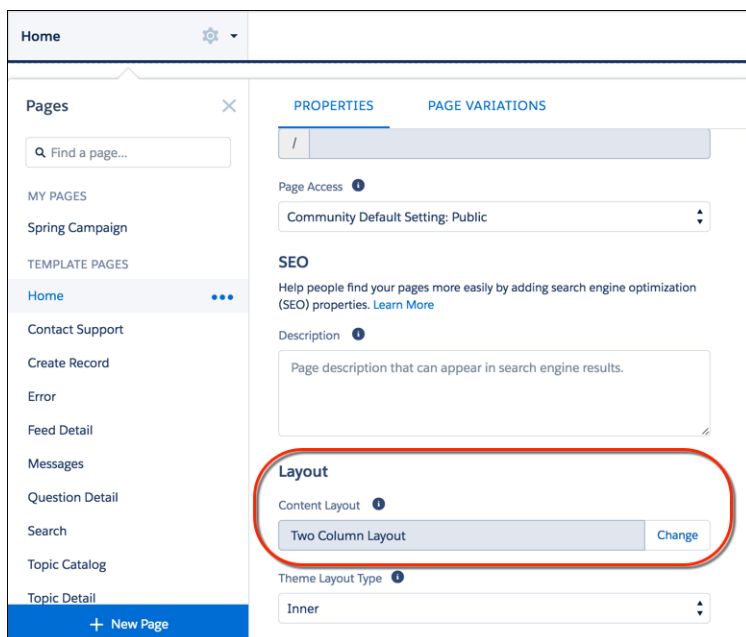 Home
Pages
Find a page...
MY PAGES
Spring Campaign
TEMPLATE PAGES
Home
Contact Support
Create Record
Error
Feed Detail
Messages
Question Detail
Search
Topic Catalog
Topic Detail
+ New Page
PROPERTIES
PAGE VARIATIONS
/
Page Access
Community Default Setting: Public
SEO
Help people find your pages more easily by adding search engine optimization
(SEO) properties. Learn More
Description
Page description that can appear in search engine results.
Layout
Content Layout
Two Column Layout
Change
Theme Layout Type
Inner